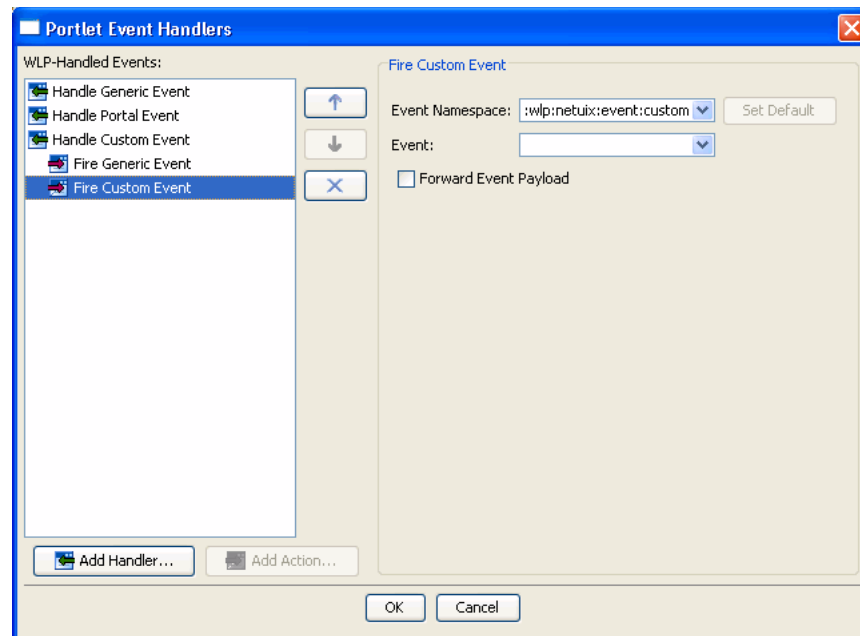 Portlet Event Handlers
WLP-Handled Events:
Handle Generic Event
Handle Portal Event
Handle Custom Event
Fire Generic Event
Fire Custom Event
Add Handler...
Add Action...
Fire Custom Event
Event Namespace: :wlp:netuix:event:custom Set Default
Event:
Forward Event Payload
OK Cancel